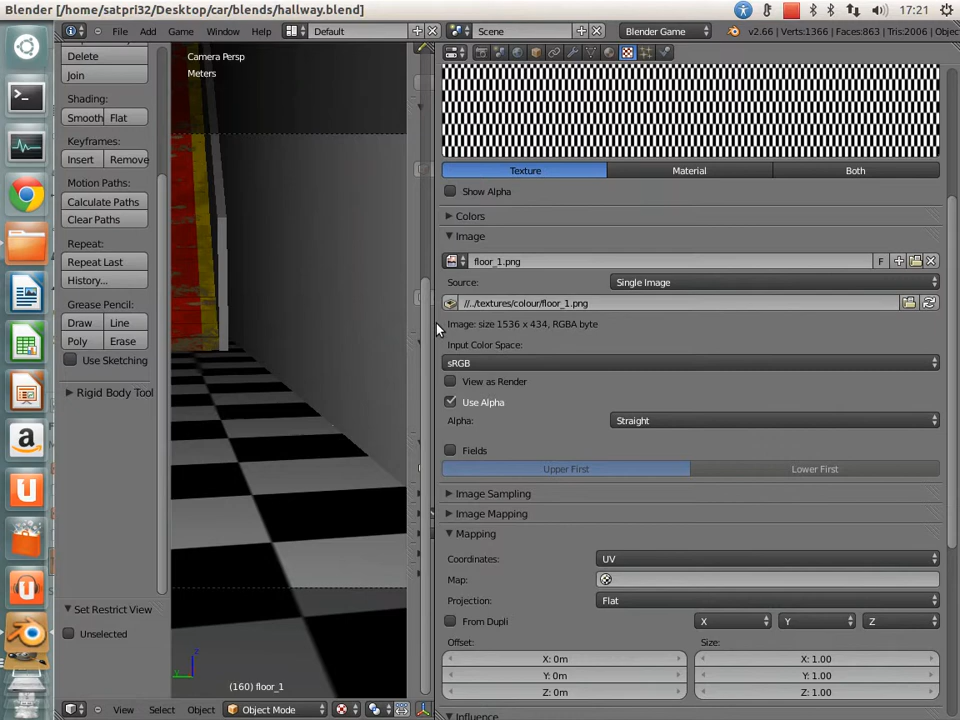 Blender [/home/satpri32/Desktop/car/blends/hallway.blend]
17:21
File Add Game Window Help
Default
Scene
Blender Game
v2.66 | Verts:1366 | Faces:863 | Tris:2006 | Objec
Delete
Join
Shading:
Smooth Flat
Keyframes:
Insert Remove
Motion Paths:
Calculate Paths
Clear Paths
Repeat:
Repeat Last
History...
Grease Pencil:
Draw Line
Poly Erase
Use Sketching
Rigid Body Tool
Set Restrict View
Unselected
Camera Persp
Meters
(160) floor_1
View Select Object
Object Mode
Texture Material Both
Show Alpha
Colors
Image
floor_1.png
F
Source: Single Image
//../textures/colour/floor_1.png
Image: size 1536 x 434, RGBA byte
Input Color Space:
sRGB
View as Render
Use Alpha
Alpha: Straight
Fields
Upper First Lower First
Image Sampling
Image Mapping
Mapping
Coordinates: UV
Map:
Projection: Flat
From Dupli X Y Z
Offset: Size:
X: 0m X: 1.00
Y: 0m Y: 1.00
Z: 0m Z: 1.00
Influence